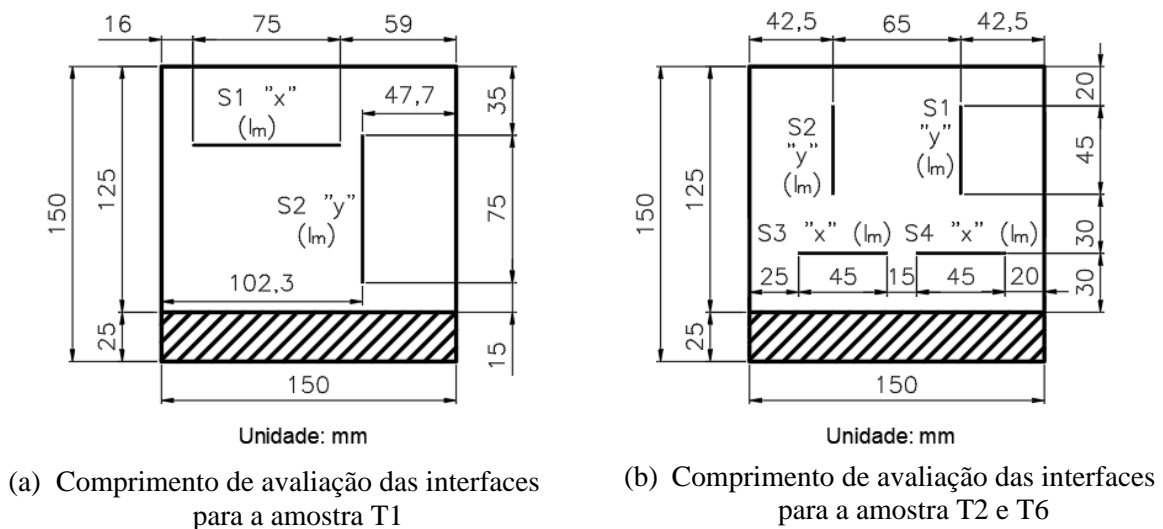 16 75 59
S1 "x"
(lm)
47,7
35
150
125
S2 "y"
(lm)
75
102,3
25
15
150
Unidade: mm
(a) Comprimento de avaliação das interfaces
para a amostra T1
42,5 65 42,5
20
S2
"y"
(lm)
S1
"y"
(lm)
45
150
125
S3 "x" (lm) S4 "x" (lm)
30
25 45 15 45 20
30
25
150
Unidade: mm
(b) Comprimento de avaliação das interfaces
para a amostra T2 e T6